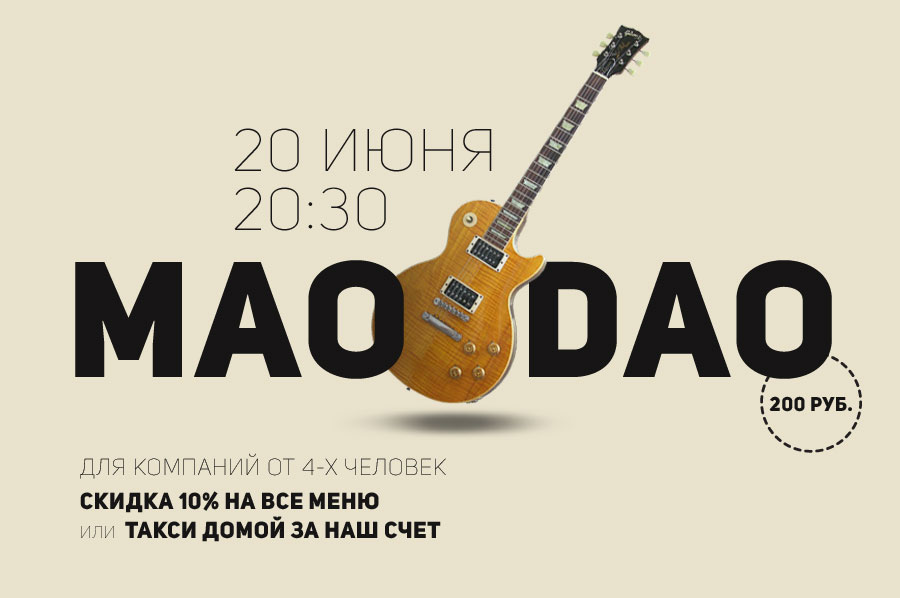 20 ИЮНЯ
20:30
MAO DAO
200 РУБ.
ДЛЯ КОМПАНИЙ ОТ 4-Х ЧЕЛОВЕК
СКИДКА 10% НА ВСЕ МЕНЮ
ИЛИ ТАКСИ ДОМОЙ ЗА НАШ СЧЕТ